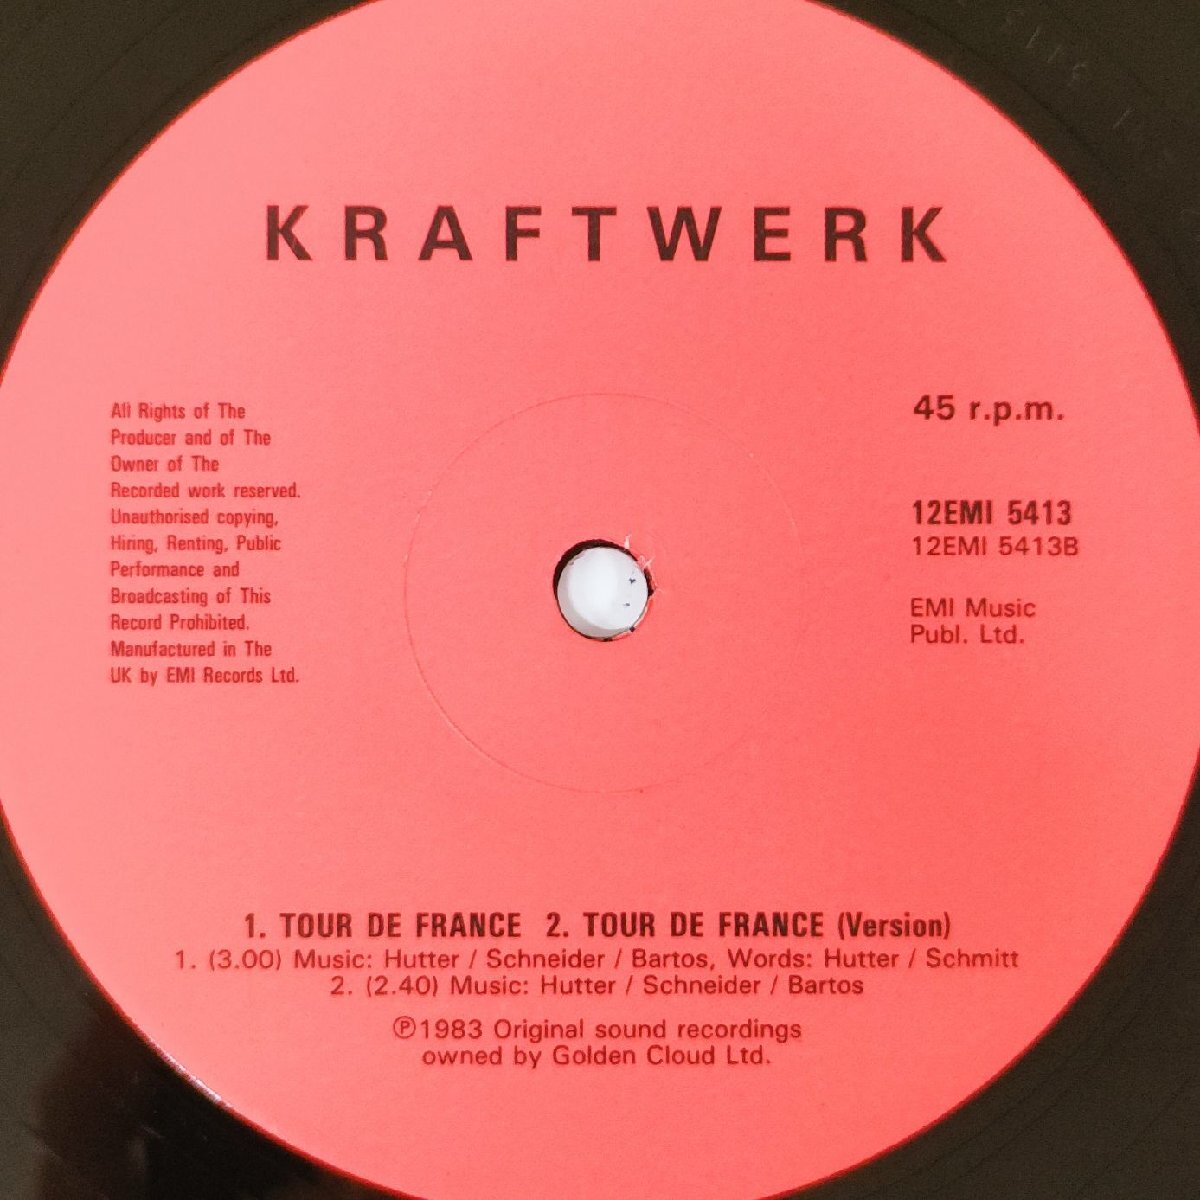 KRAFTWERK
All Rights of The
Producer and of The
Owner of The
Recorded work reserved.
Unauthorised copying,
Hiring, Renting, Public
Performance and
Broadcasting of This
Record Prohibited.
Manufactured in The
UK by EMI Records Ltd.
45 r.p.m.
12EMI 5413
12EMI 5413B
EMI Music
Publ. Ltd.
1. TOUR DE FRANCE 2. TOUR DE FRANCE (Version)
1. (3.00) Music: Hutter / Schneider / Bartos, Words: Hutter / Schmitt
2. (2.40) Music: Hutter / Schneider / Bartos
℗1983 Original sound recordings
owned by Golden Cloud Ltd.